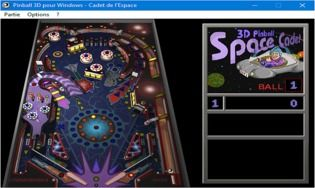 Pinball 3D pour Windows - Cadet de l'Espace
Partie Options ?
3D Pinball
Space Cadet
BALL 1
1 0